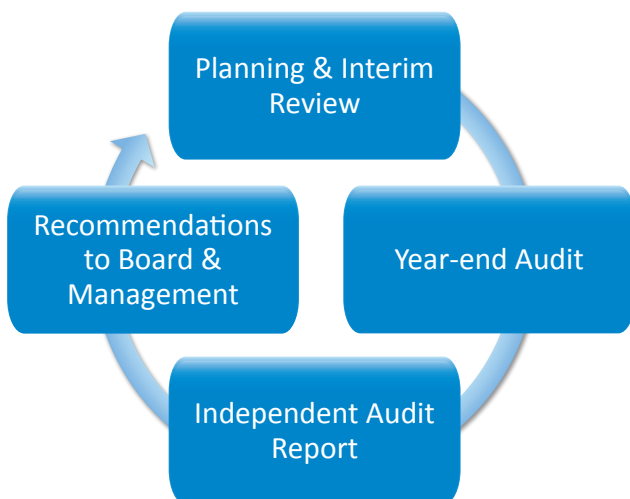 Planning & Interim
Review
Year-end Audit
Independent Audit
Report
Recommendations
to Board &
Management